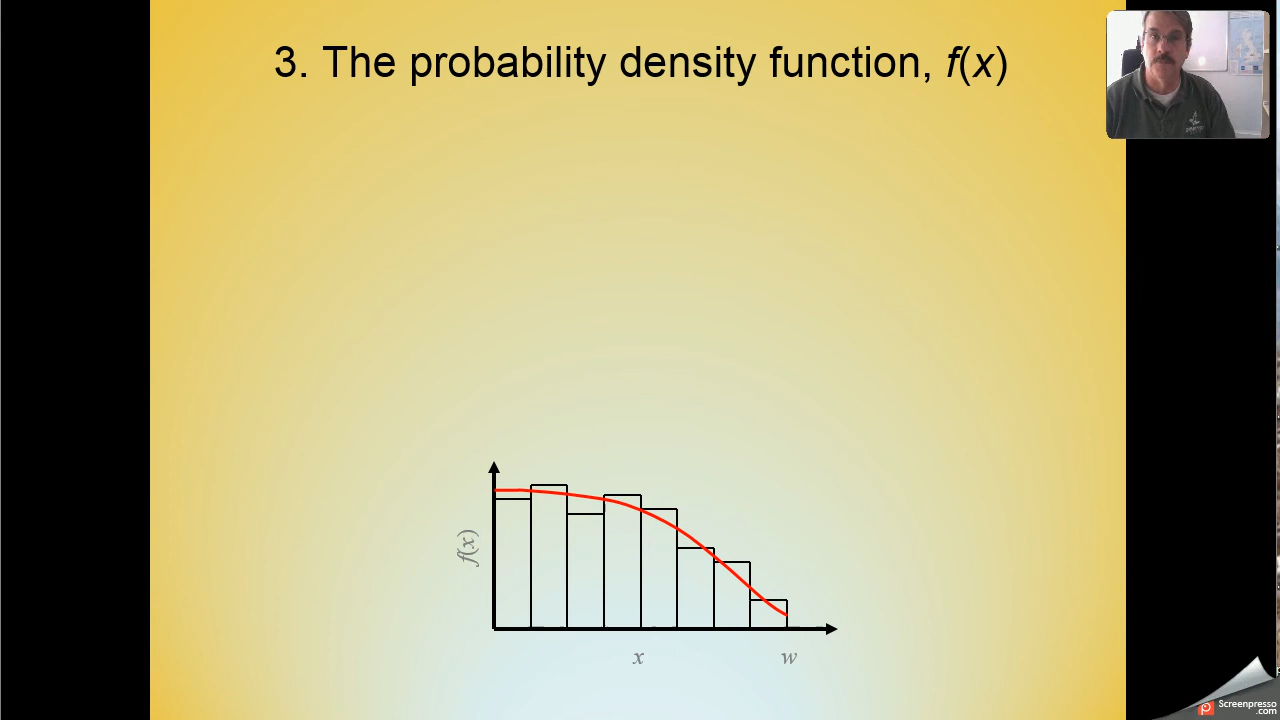 3. The probability density function, f(x)
f(x)
x
w
Screenpresso
.com